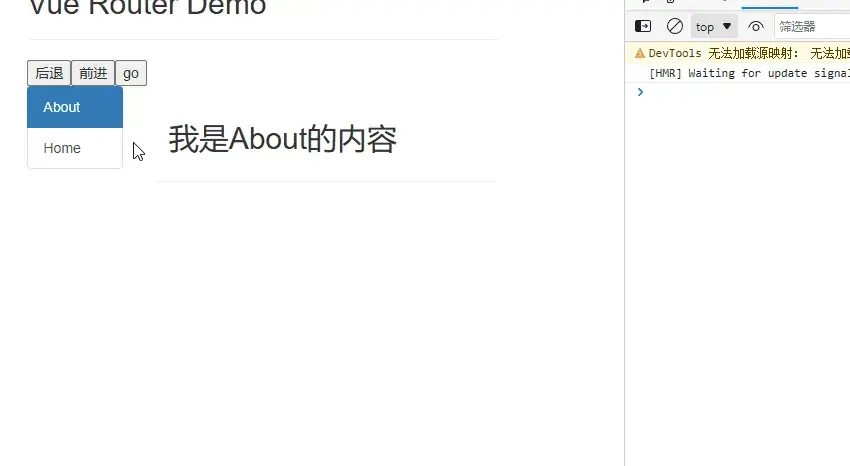 Vue Router Demo
后退 前进 go
About
Home
我是About的内容
top ▼ 筛选器
DevTools 无法加载源映射： 无法加载
[HMR] Waiting for update signal